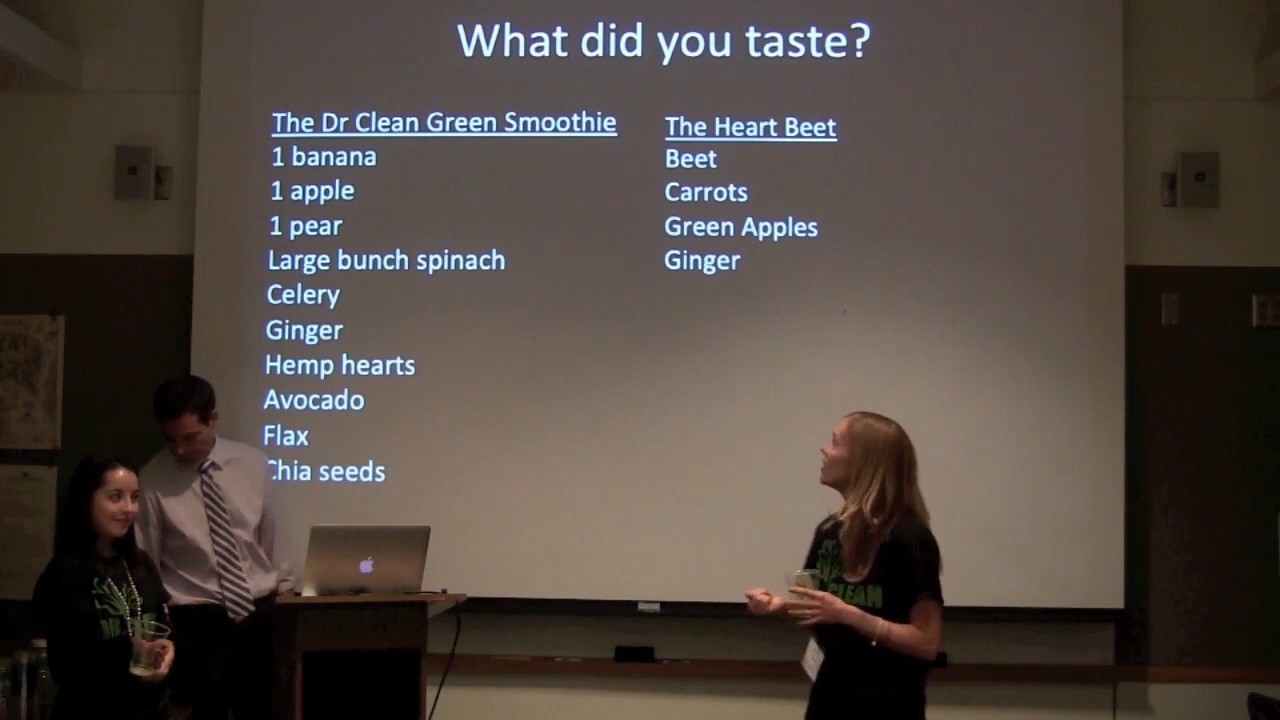 What did you taste?
The Dr Clean Green Smoothie
1 banana
1 apple
1 pear
Large bunch spinach
Celery
Ginger
Hemp hearts
Avocado
Flax
Chia seeds
The Heart Beet
Beet
Carrots
Green Apples
Ginger
CLEAN